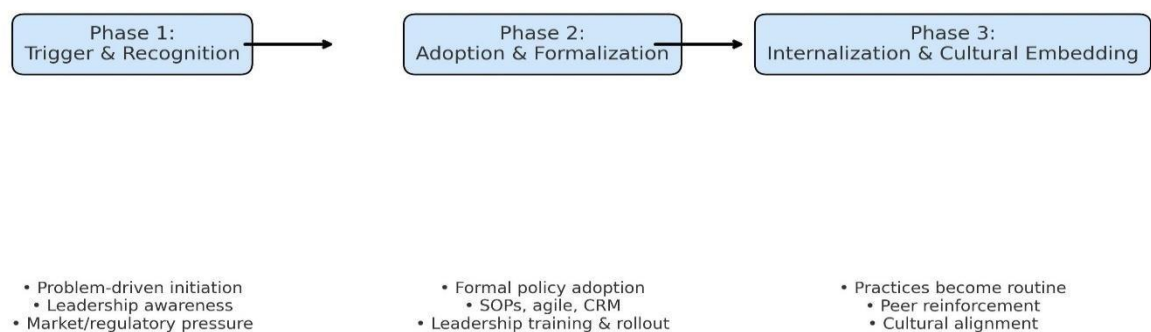 Phase 1:
Trigger & Recognition
Phase 2:
Adoption & Formalization
Phase 3:
Internalization & Cultural Embedding
• Problem-driven initiation
• Leadership awareness
• Market/regulatory pressure
• Formal policy adoption
• SOPs, agile, CRM
• Leadership training & rollout
• Practices become routine
• Peer reinforcement
• Cultural alignment